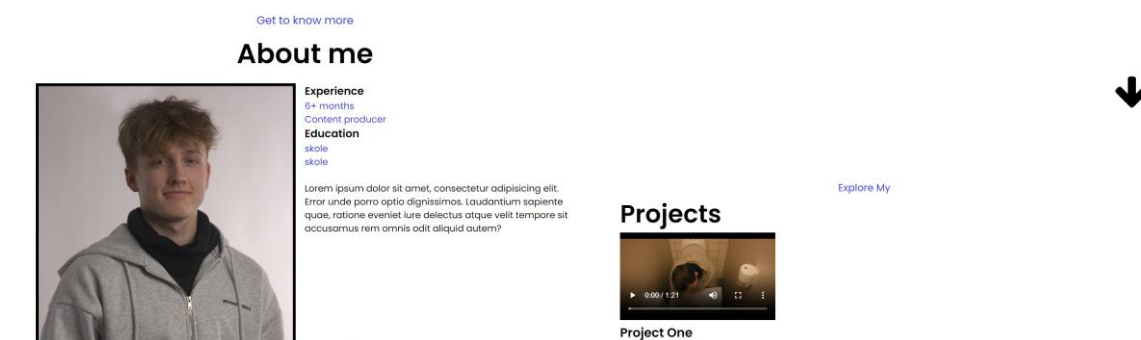 Get to know more
About me
Experience
6+ months
Content producer
Education
skole
skole
Lorem ipsum dolor sit amet, consectetur adipisicing elit.
Error unde porro optio dignissimos. Laudantium sapiente
quae, ratione eveniet iure delectus atque velit tempore sit
accusamus rem omnis odit aliquid autem?
Explore My
Projects
0:00 / 1:21
Project One